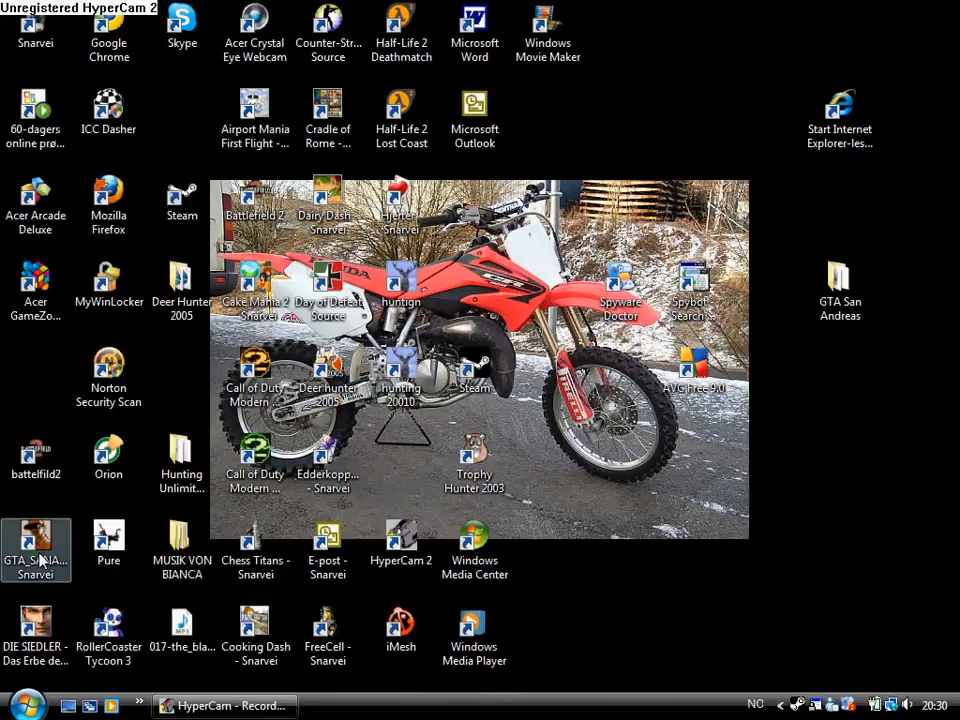 Unregistered HyperCam 2
Snarvei
Google
Chrome
Skype
Acer Crystal
Eye Webcam
Counter-Str...
Source
Half-Life 2
Deathmatch
Microsoft
Word
Windows
Movie Maker
60-dagers
online prø...
ICC Dasher
Airport Mania
First Flight -...
Cradle of
Rome -...
Half-Life 2
Lost Coast
Microsoft
Outlook
Start Internet
Explorer-les...
Acer Arcade
Deluxe
Mozilla
Firefox
Steam
Battlefield 2
Dairy Dash -
Snarvei
Hjerter -
Snarvei
Acer
GameZo...
MyWinLocker
Deer Hunter
2005
Cake Mania 2 -
Snarvei
Day of Defeat
Source
huntign
Spyware
Doctor
Spybot -
Search ...
GTA San
Andreas
HONDA
Norton
Security Scan
Call of Duty
Modern ...
Deer hunter
2005
hunting
20010
Steam
AVG Free 9.0
PIRELLI
battelfild2
Orion
Hunting
Unlimit...
Call of Duty
Modern ...
Edderkopp...
- Snarvei
Trophy
Hunter 2003
Snarvei
Pure
MUSIK VON
BIANCA
Chess Titans -
Snarvei
E-post -
Snarvei
HyperCam 2
Windows
Media Center
DIE SIEDLER -
Das Erbe de...
RollerCoaster
Tycoon 3
017-the_bla...
Cooking Dash
- Snarvei
FreeCell -
Snarvei
iMesh
Windows
Media Player
HyperCam - Record...
NO
20:30